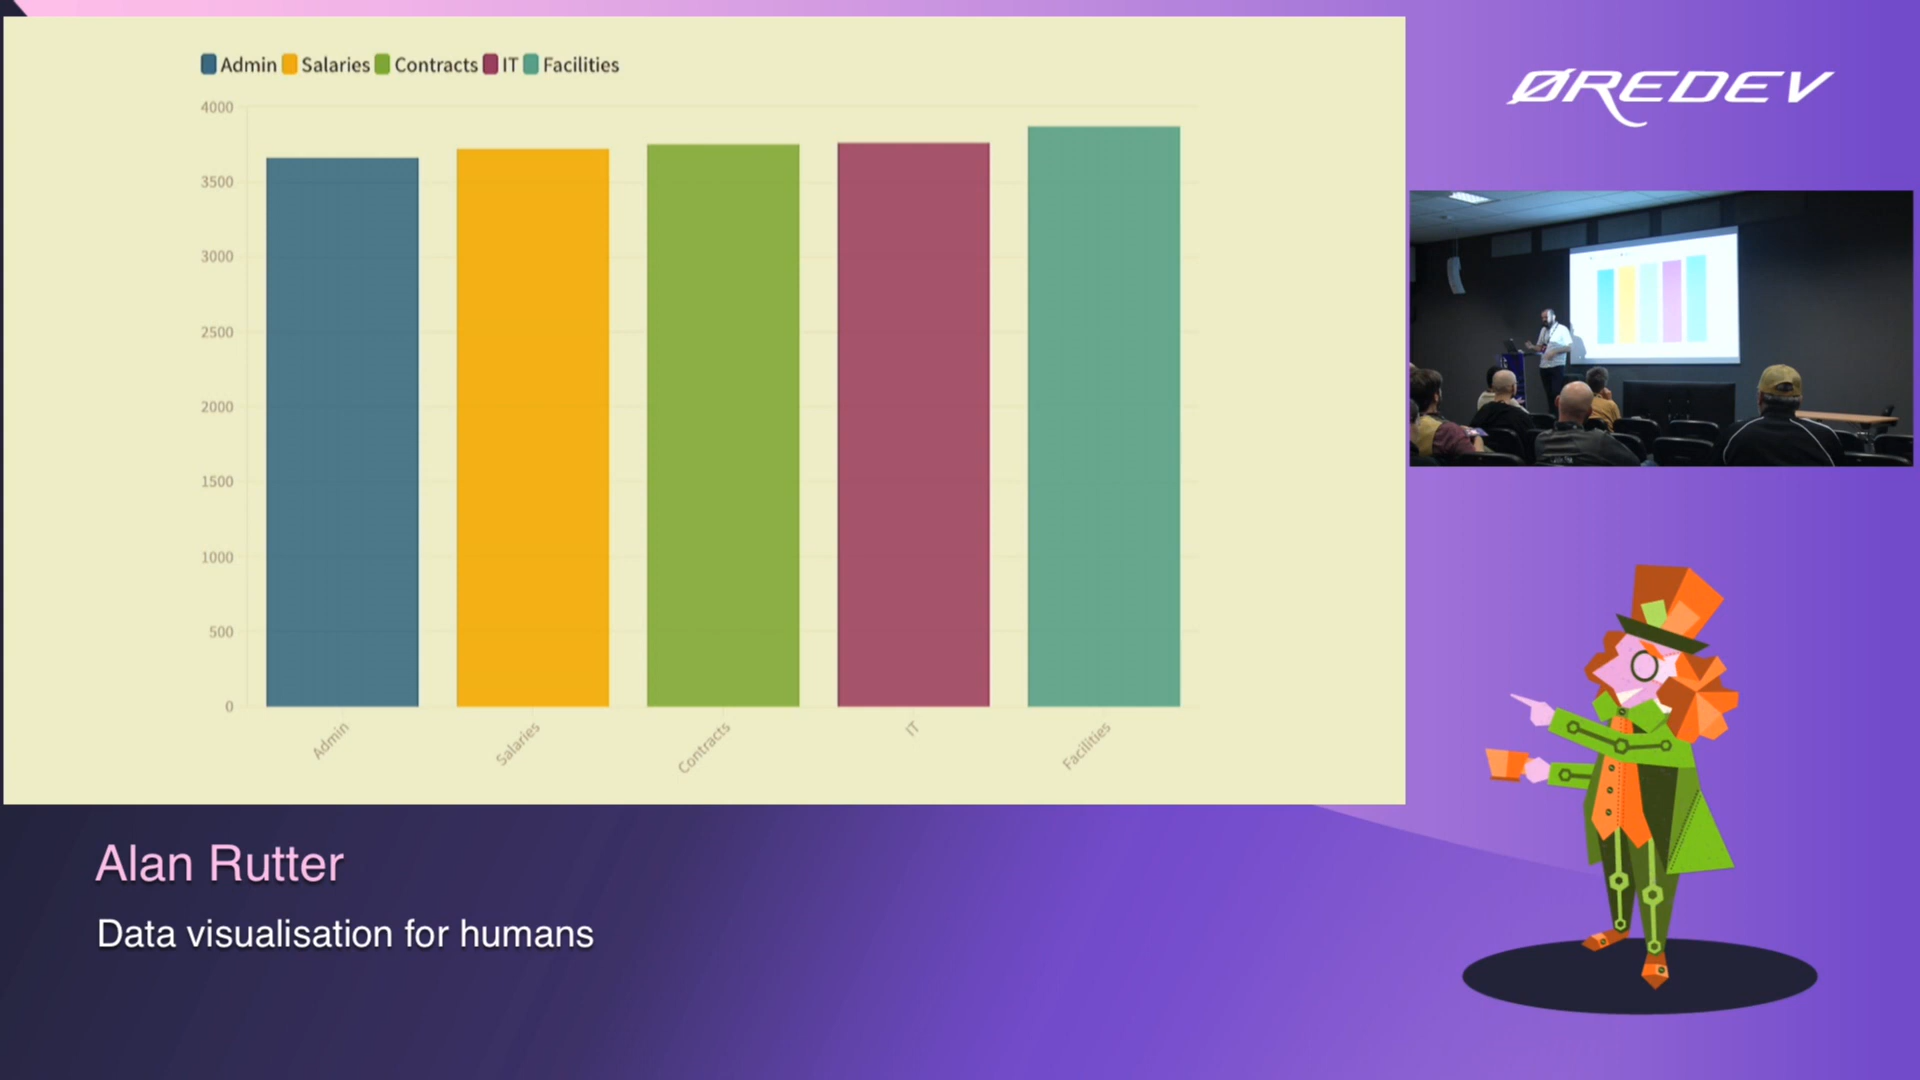 Admin Salaries Contracts IT Facilities
4000
3500
3000
2500
2000
1500
1000
500
0
Admin
Salaries
Contracts
IT
Facilities
ØREDEV
Alan Rutter
Data visualisation for humans